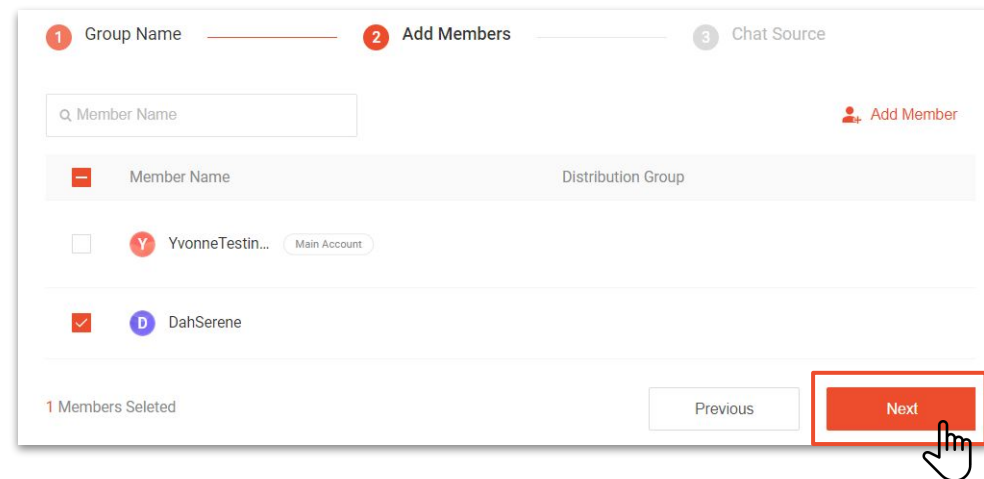 1 Group Name 2 Add Members 3 Chat Source
Member Name Add Member
Member Name Distribution Group
Y YvonneTestin... Main Account
D DahSerene
1 Members Seleted Previous Next